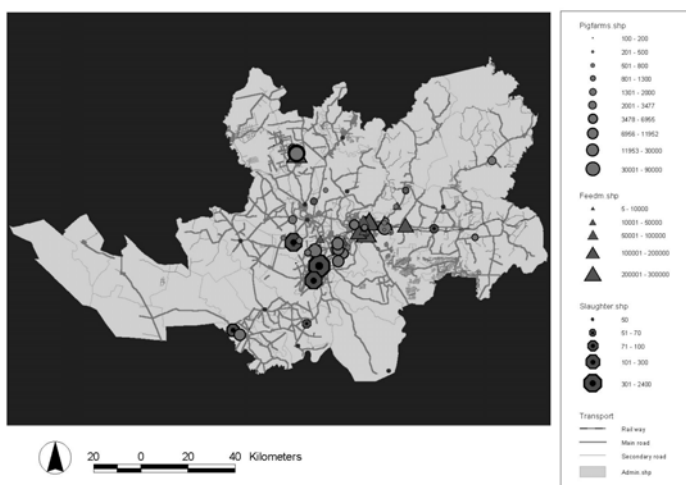 Pigfarms.shp
100 - 200
201 - 500
501 - 800
801 - 1300
1301 - 2000
2001 - 3477
3478 - 6955
6956 - 11952
11953 - 30000
30001 - 90000
Feedm.shp
5 - 10000
10001 - 50000
50001 - 100000
100001 - 200000
200001 - 300000
Slaughter.shp
50
51 - 70
71 - 100
101 - 300
301 - 2400
Transport
Railway
Main road
Secondary road
Admin.shp
20 0 20 40 Kilometers